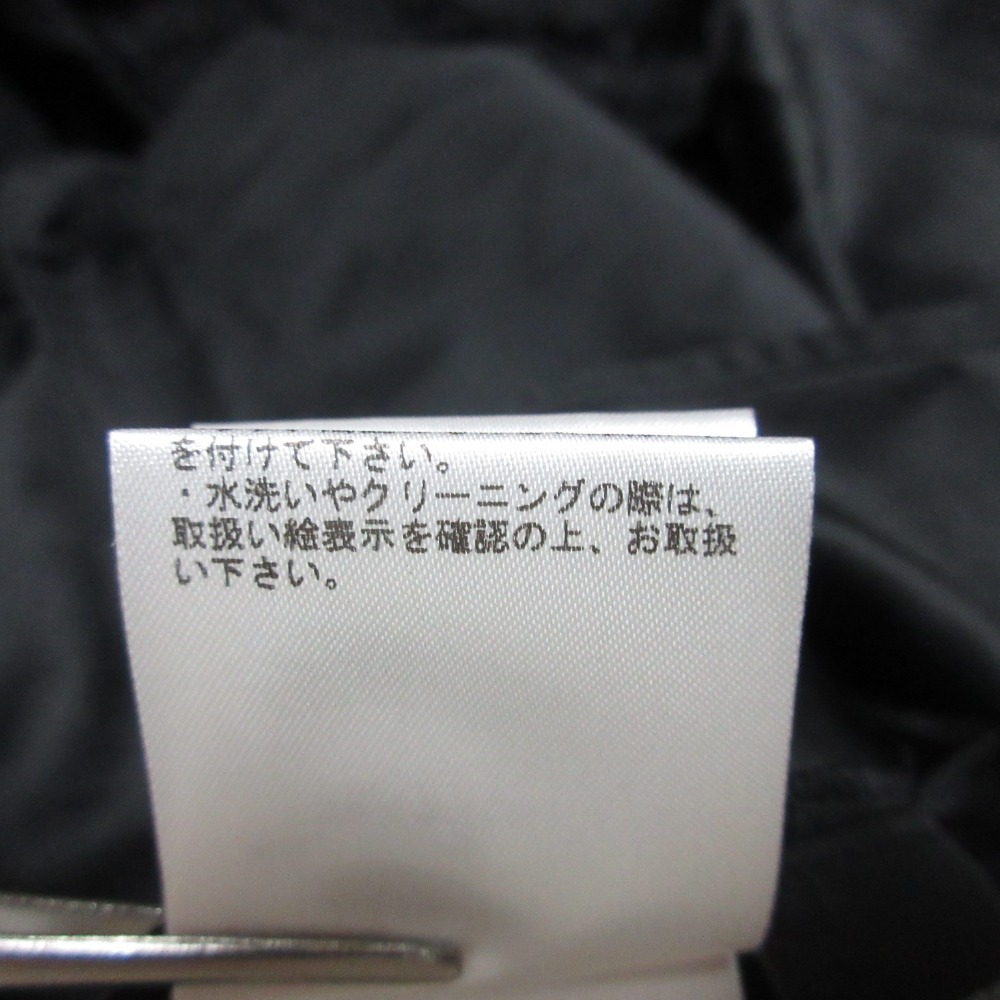 を付けて下さい。
・水洗いやクリーニングの際は、
取扱い絵表示を確認の上、お取扱
い下さい。